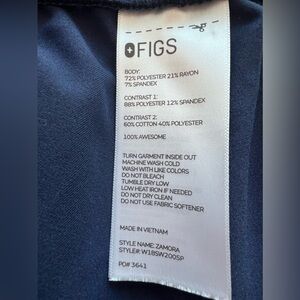 FIGS
BODY:
72% POLYESTER 21% RAYON
7% SPANDEX
CONTRAST 1:
88% POLYESTER 12% SPANDEX
CONTRAST 2:
60% COTTON 40% POLYESTER
100% AWESOME
TURN GARMENT INSIDE OUT
MACHINE WASH COLD
WASH WITH LIKE COLORS
DO NOT BLEACH
TUMBLE DRY LOW
LOW HEAT IRON IF NEEDED
DO NOT DRY CLEAN
DO NOT USE FABRIC SOFTENER
MADE IN VIETNAM
STYLE NAME: ZAMORA
STYLE#: W18SW2005P
PO# 3641